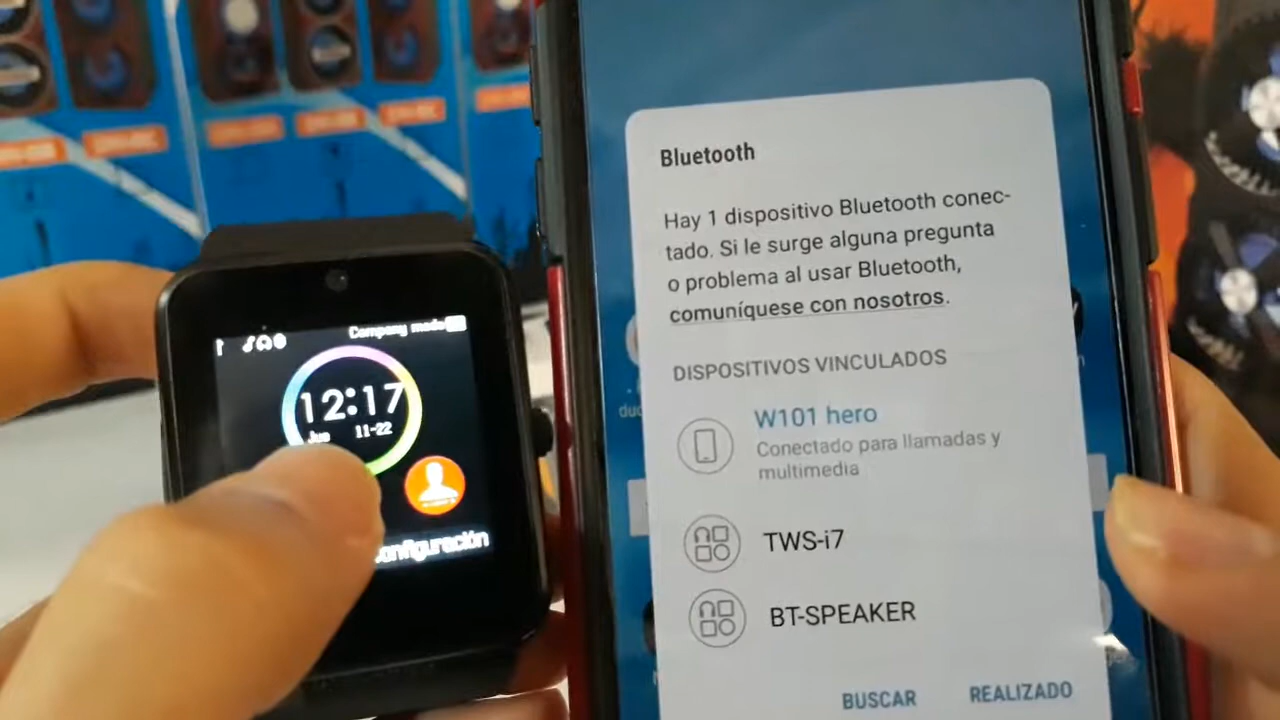 Company mode
12:17
Jue 11-22
Bluetooth
Hay 1 dispositivo Bluetooth conec-
tado. Si le surge alguna pregunta
o problema al usar Bluetooth,
comuníquese con nosotros.
DISPOSITIVOS VINCULADOS
W101 hero
Conectado para llamadas y
multimedia
TWS-i7
BT-SPEAKER
BUSCAR REALIZADO